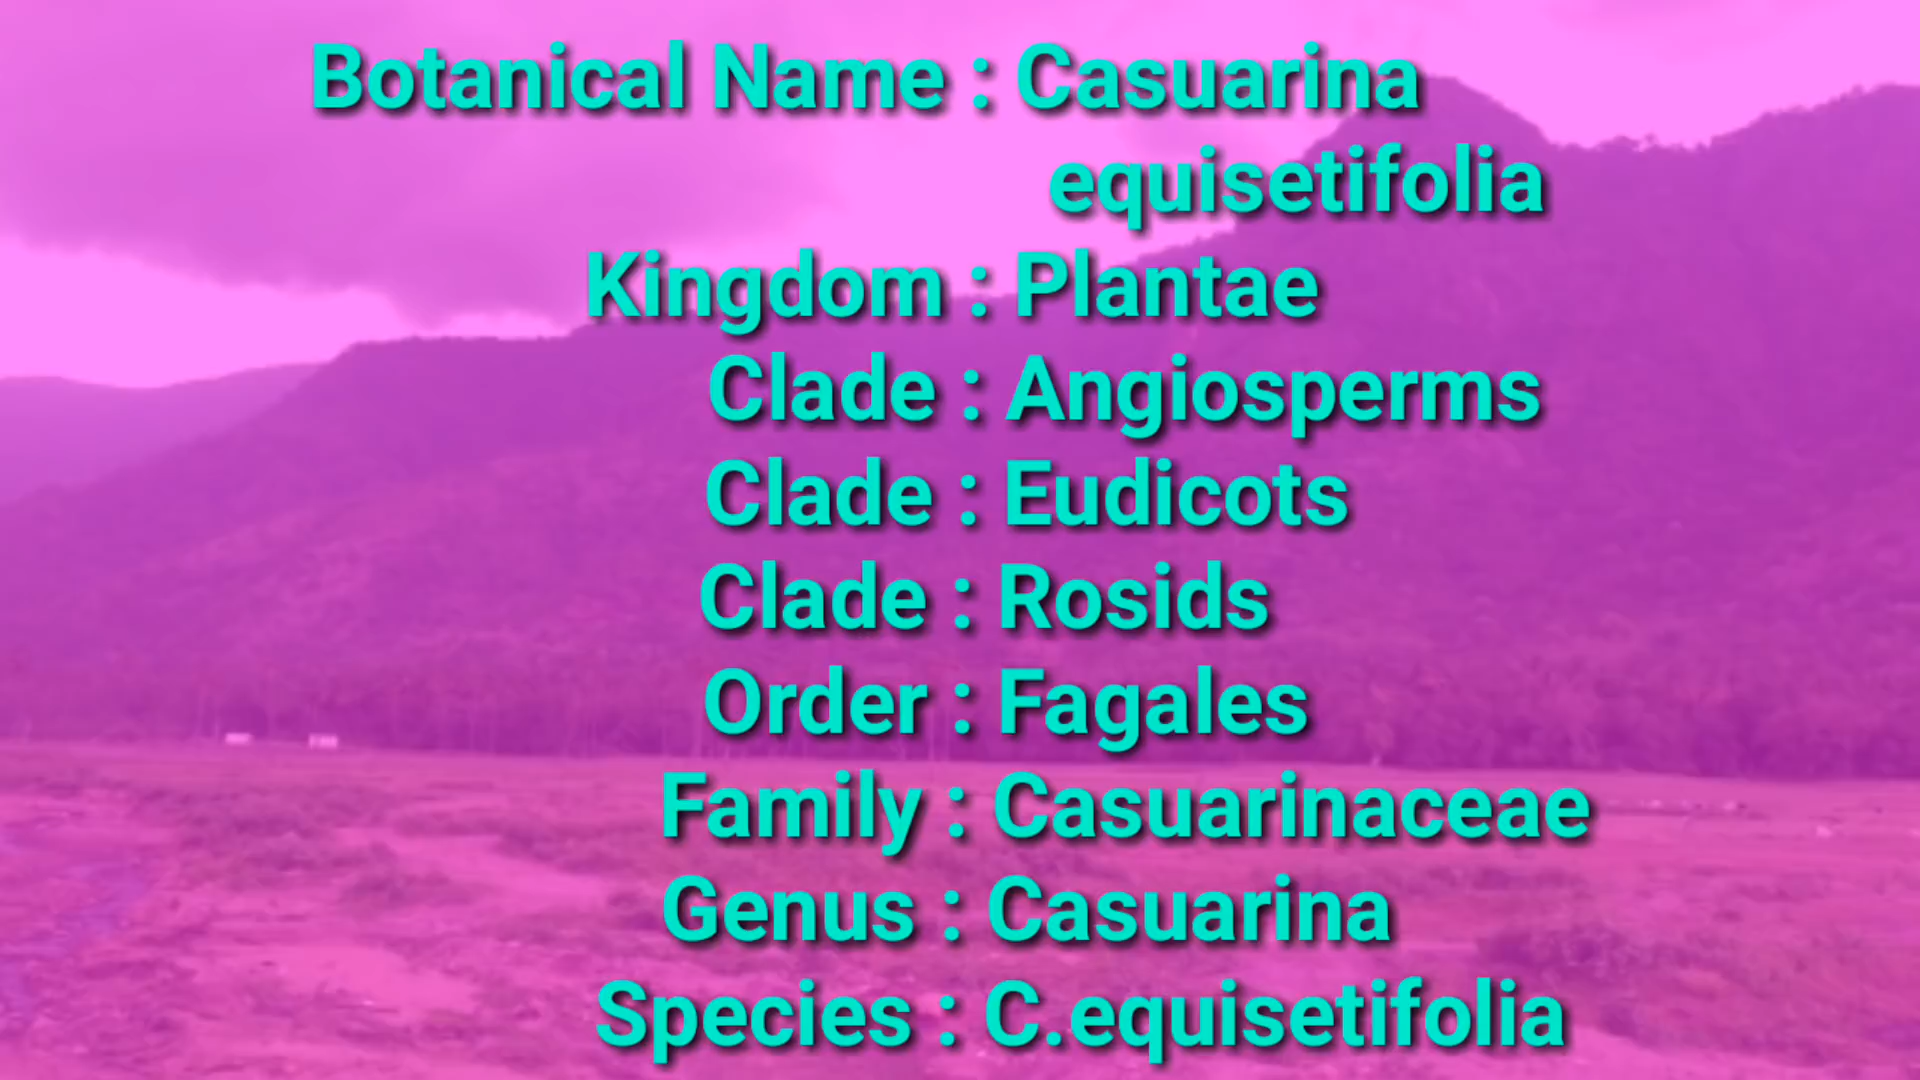 Botanical Name : Casuarina
equisetifolia
Kingdom : Plantae
Clade : Angiosperms
Clade : Eudicots
Clade : Rosids
Order : Fagales
Family : Casuarinaceae
Genus : Casuarina
Species : C.equisetifolia